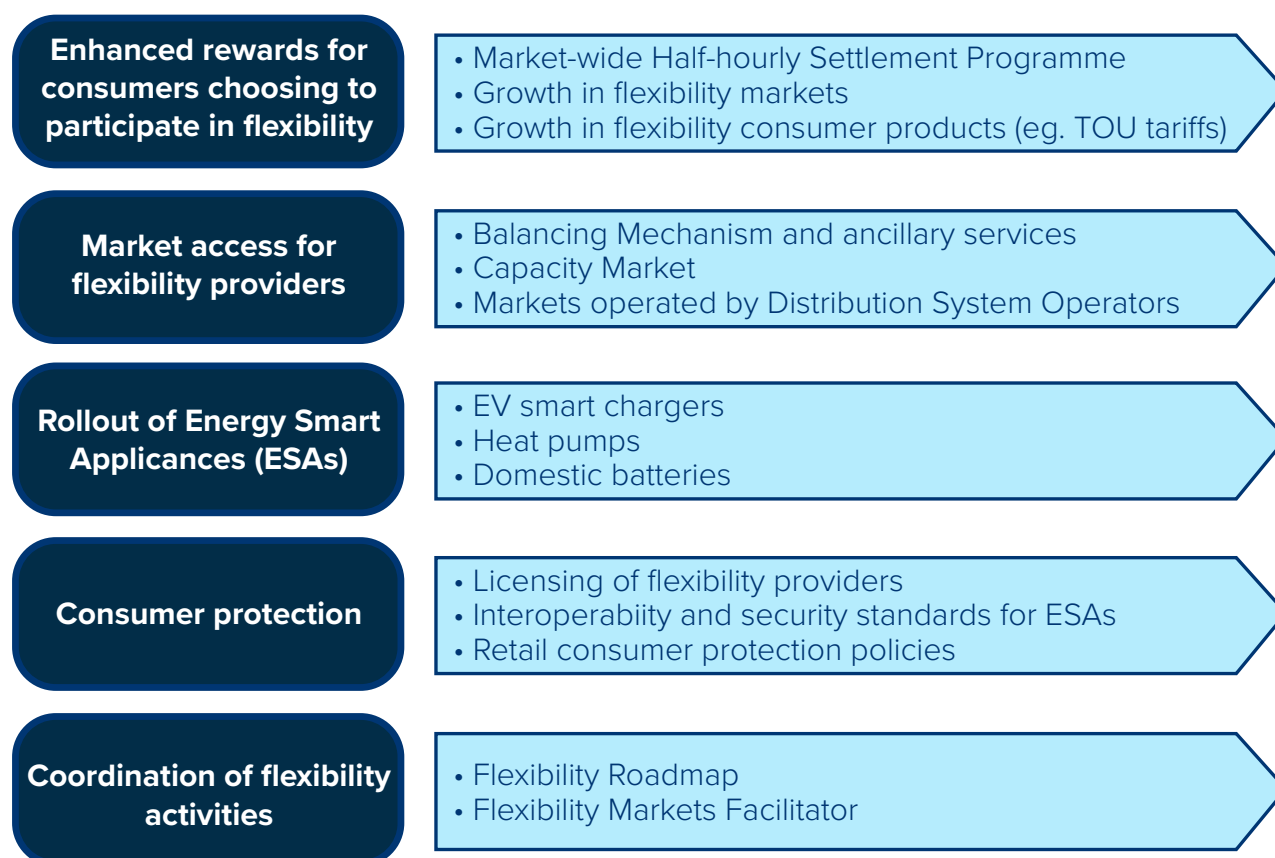 Enhanced rewards for
consumers choosing to
participate in flexibility
• Market-wide Half-hourly Settlement Programme
• Growth in flexibility markets
• Growth in flexibility consumer products (eg. TOU tariffs)
Market access for
flexibility providers
• Balancing Mechanism and ancillary services
• Capacity Market
• Markets operated by Distribution System Operators
Rollout of Energy Smart
Applicances (ESAs)
• EV smart chargers
• Heat pumps
• Domestic batteries
Consumer protection
• Licensing of flexibility providers
• Interoperabiity and security standards for ESAs
• Retail consumer protection policies
Coordination of flexibility
activities
• Flexibility Roadmap
• Flexibility Markets Facilitator